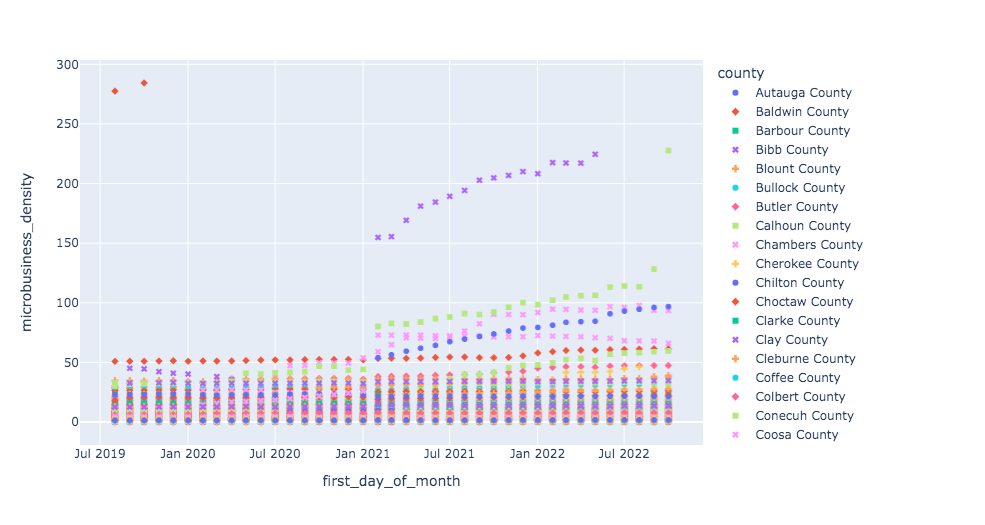 300
250
200
150
100
50
0
microbusiness_density
Jul 2019
Jan 2020
Jul 2020
Jan 2021
Jul 2021
Jan 2022
Jul 2022
first_day_of_month
county
Autauga County
Baldwin County
Barbour County
Bibb County
Blount County
Bullock County
Butler County
Calhoun County
Chambers County
Cherokee County
Chilton County
Choctaw County
Clarke County
Clay County
Cleburne County
Coffee County
Colbert County
Conecuh County
Coosa County